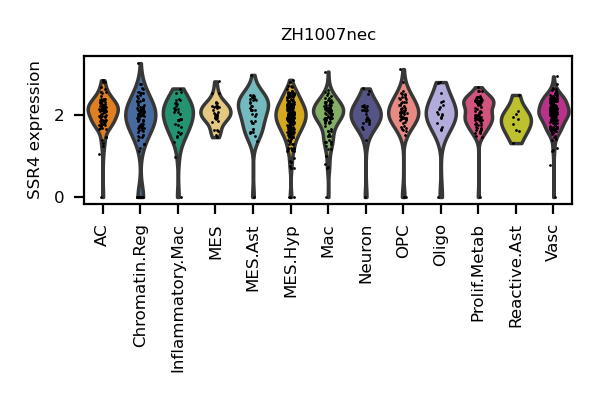 ZH1007nec
SSR4 expression
2
0
AC
Chromatin.Reg
Inflammatory.Mac
MES
MES.Ast
MES.Hyp
Mac
Neuron
OPC
Oligo
Prolif.Metab
Reactive.Ast
Vasc